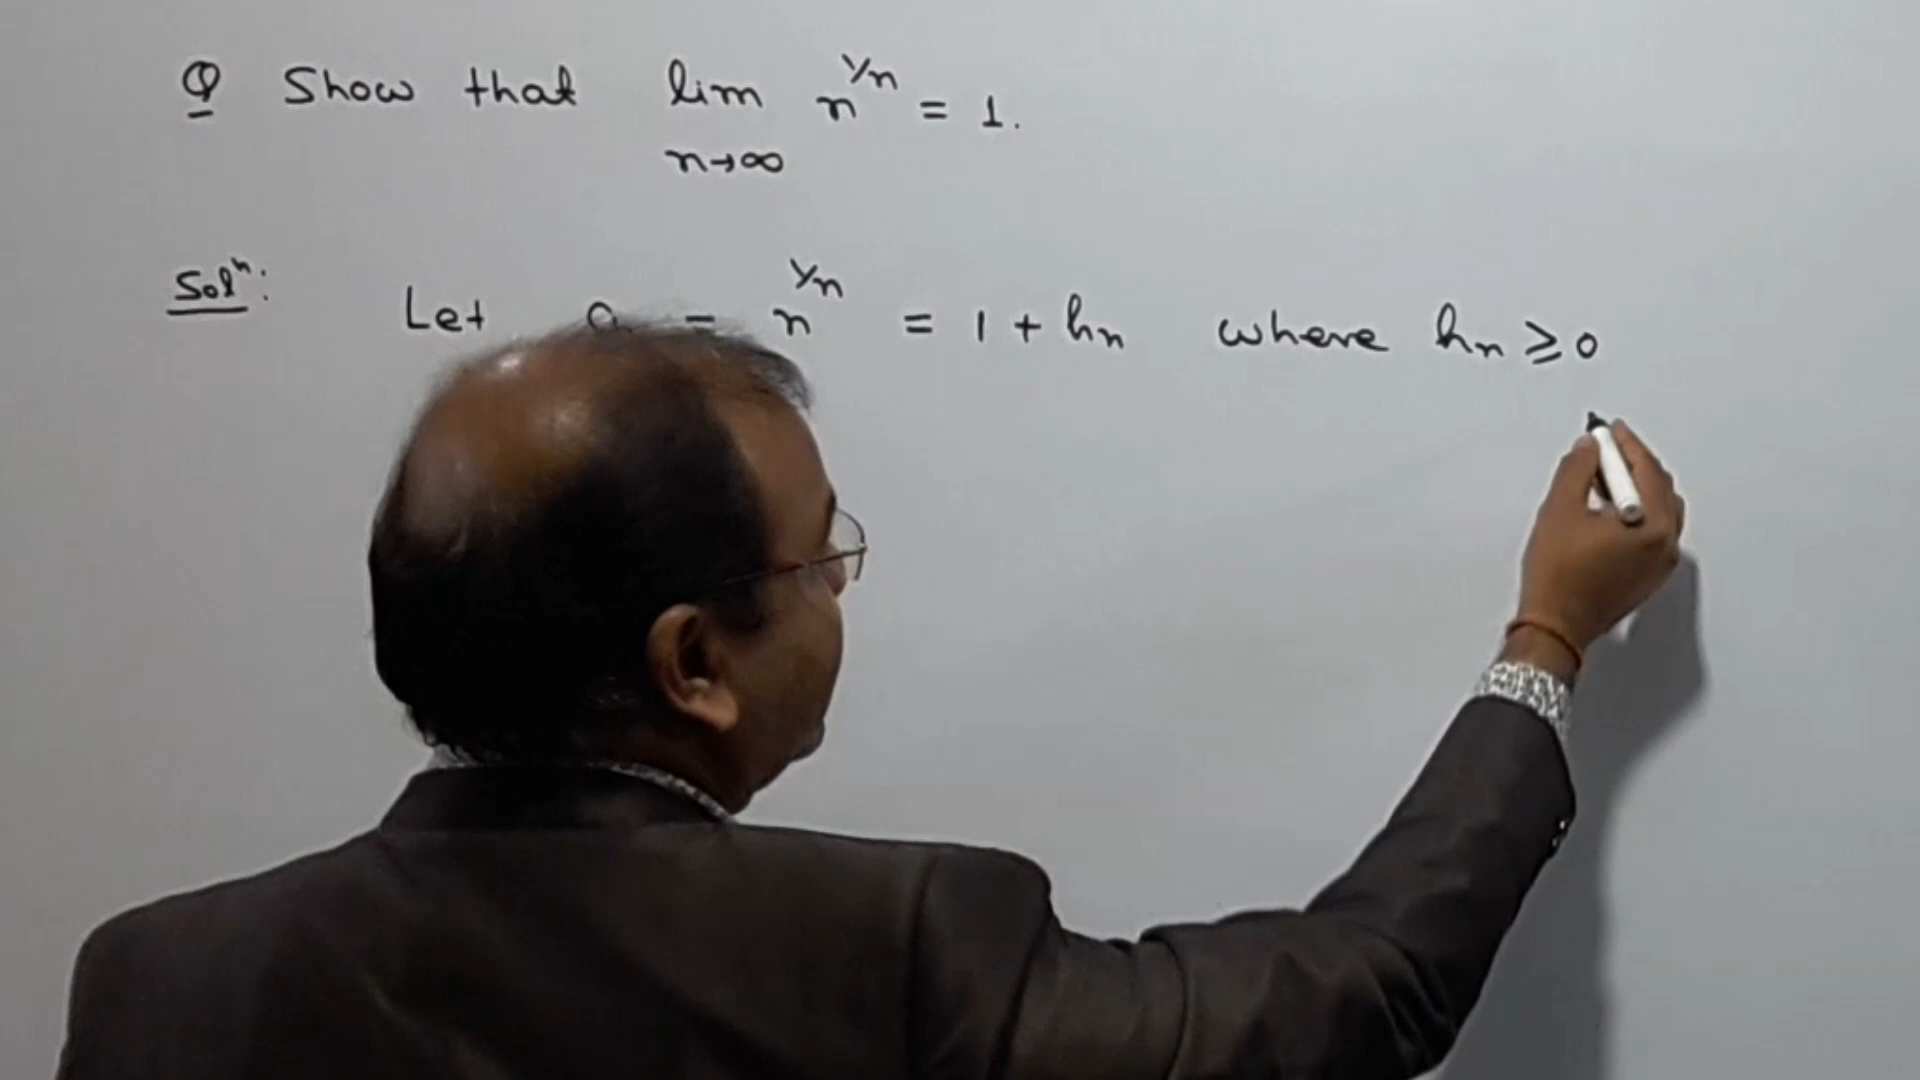 Q Show that lim n^1/n = 1.
n→∞
Solⁿ: Let = n^1/n = 1 + hₙ where hₙ ≥ 0